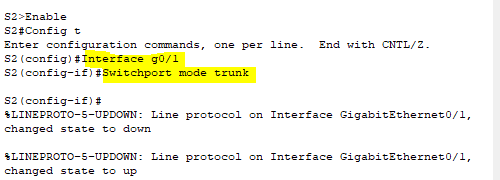 S2>Enable
S2#Config t
Enter configuration commands, one per line.  End with CNTL/Z.
S2(config)#Interface g0/1
S2(config-if)#Switchport mode trunk
S2(config-if)#
%LINEPROTO-5-UPDOWN: Line protocol on Interface GigabitEthernet0/1,
changed state to down
%LINEPROTO-5-UPDOWN: Line protocol on Interface GigabitEthernet0/1,
changed state to up